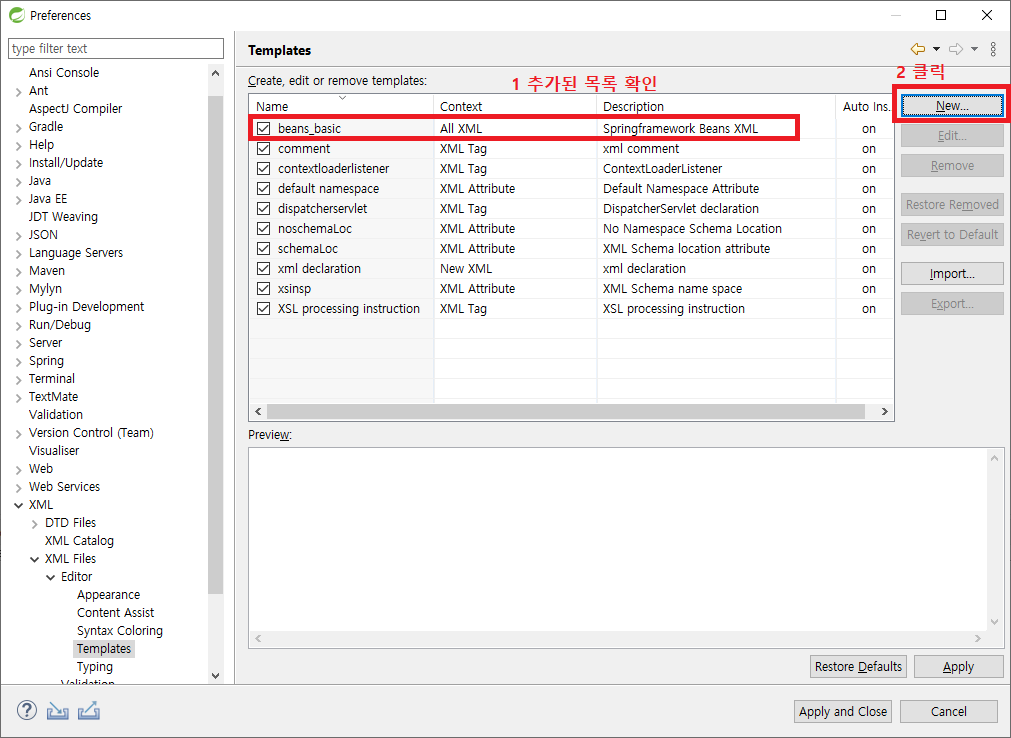 Preferences
type filter text
Ansi Console
Ant
AspectJ Compiler
Gradle
Help
Install/Update
Java
Java EE
JDT Weaving
JSON
Language Servers
Maven
Mylyn
Plug-in Development
Run/Debug
Server
Spring
Terminal
TextMate
Validation
Version Control (Team)
Visualiser
Web
Web Services
XML
DTD Files
XML Catalog
XML Files
Editor
Appearance
Content Assist
Syntax Coloring
Templates
Typing
Validation
Templates
Create, edit or remove templates:
1 추가된 목록 확인
2 클릭
Name Context Description Auto Ins.
beans_basic All XML Springframework Beans XML on
comment XML Tag xml comment on
contextloaderlistener XML Tag ContextLoaderListener on
default namespace XML Attribute Default Namespace Attribute on
dispatcherservlet XML Tag DispatcherServlet declaration on
noschemaLoc XML Attribute No Namespace Schema Location on
schemaLoc XML Attribute XML Schema location attribute on
xml declaration New XML xml declaration on
xsinsp XML Attribute XML Schema name space on
XSL processing instruction XML Tag XSL processing instruction on
New...
Edit...
Remove
Restore Removed
Revert to Default
Import...
Export...
Preview:
Restore Defaults Apply
Apply and Close Cancel